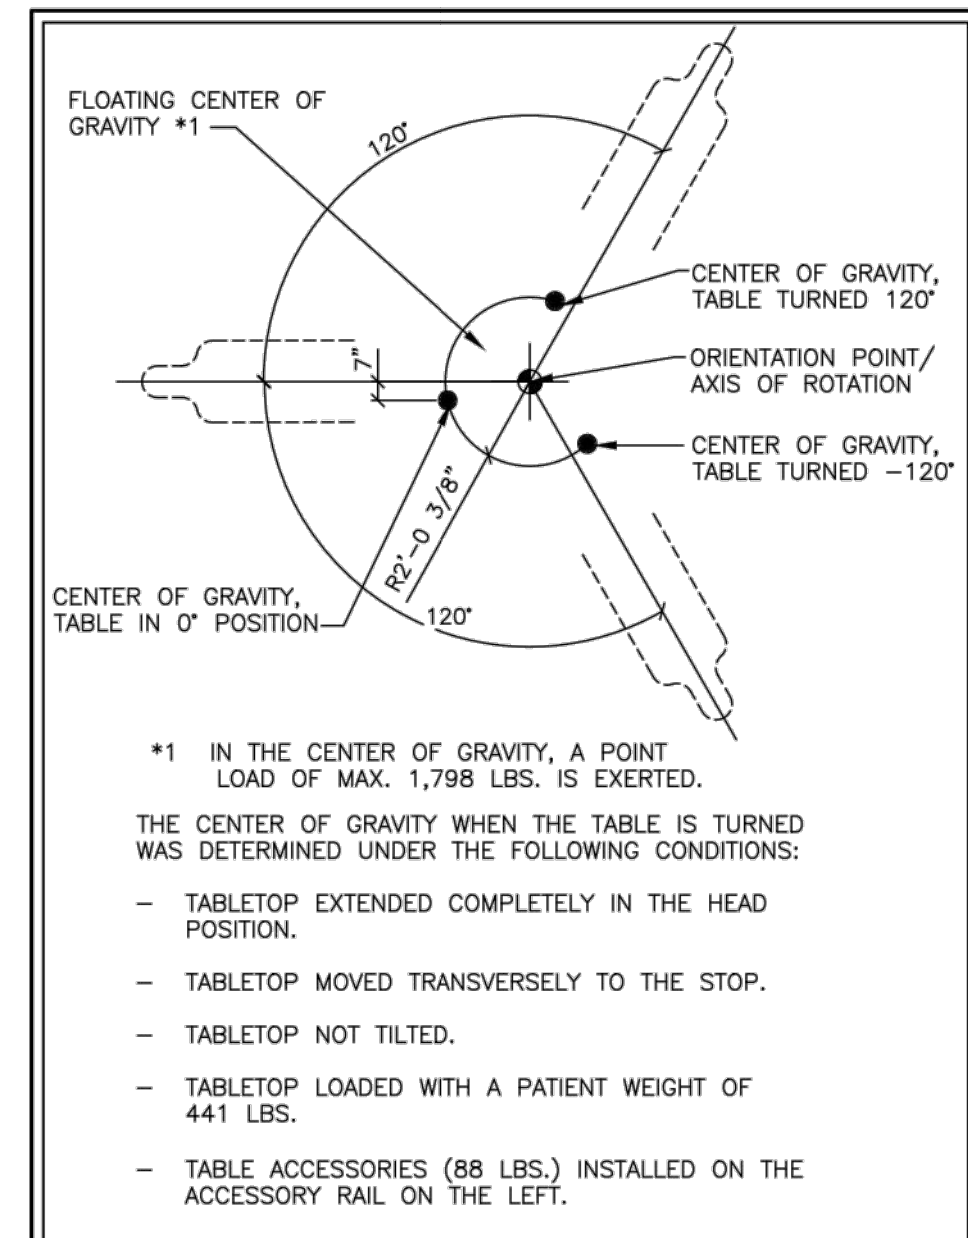 FLOATING CENTER OF
GRAVITY *1
120°
CENTER OF GRAVITY,
TABLE TURNED 120°
7"
ORIENTATION POINT/
AXIS OF ROTATION
CENTER OF GRAVITY,
TABLE TURNED -120°
R2'-0 3/8"
CENTER OF GRAVITY,
TABLE IN 0° POSITION
120°
*1 IN THE CENTER OF GRAVITY, A POINT
LOAD OF MAX. 1,798 LBS. IS EXERTED.
THE CENTER OF GRAVITY WHEN THE TABLE IS TURNED
WAS DETERMINED UNDER THE FOLLOWING CONDITIONS:
- TABLETOP EXTENDED COMPLETELY IN THE HEAD
POSITION.
- TABLETOP MOVED TRANSVERSELY TO THE STOP.
- TABLETOP NOT TILTED.
- TABLETOP LOADED WITH A PATIENT WEIGHT OF
441 LBS.
- TABLE ACCESSORIES (88 LBS.) INSTALLED ON THE
ACCESSORY RAIL ON THE LEFT.